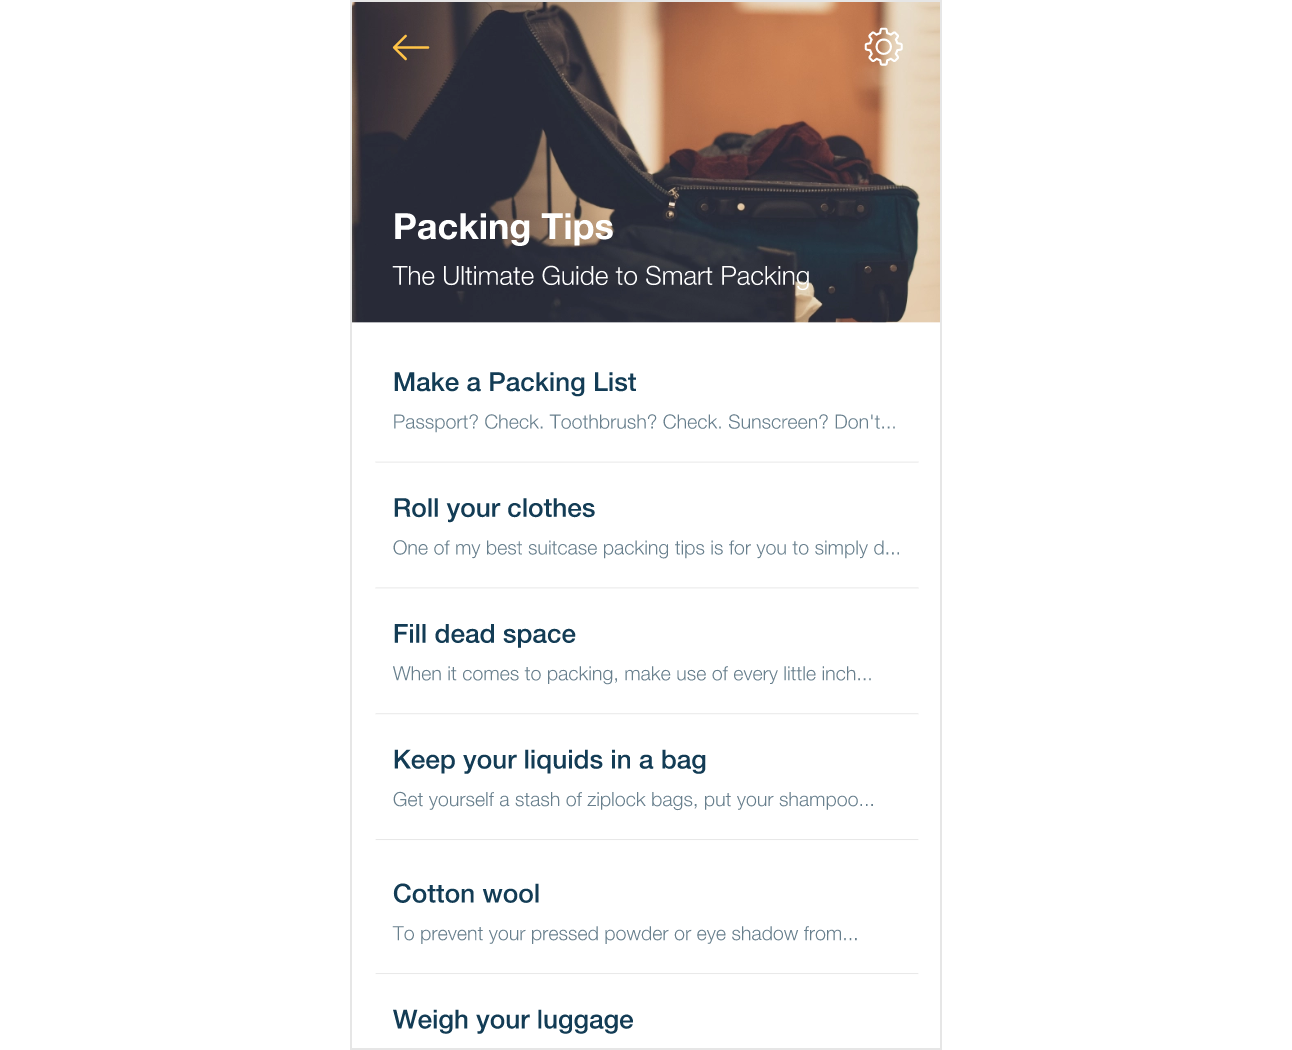 Packing Tips
The Ultimate Guide to Smart Packing
Make a Packing List
Passport? Check. Toothbrush? Check. Sunscreen? Don't...
Roll your clothes
One of my best suitcase packing tips is for you to simply d...
Fill dead space
When it comes to packing, make use of every little inch...
Keep your liquids in a bag
Get yourself a stash of ziplock bags, put your shampoo...
Cotton wool
To prevent your pressed powder or eye shadow from...
Weigh your luggage